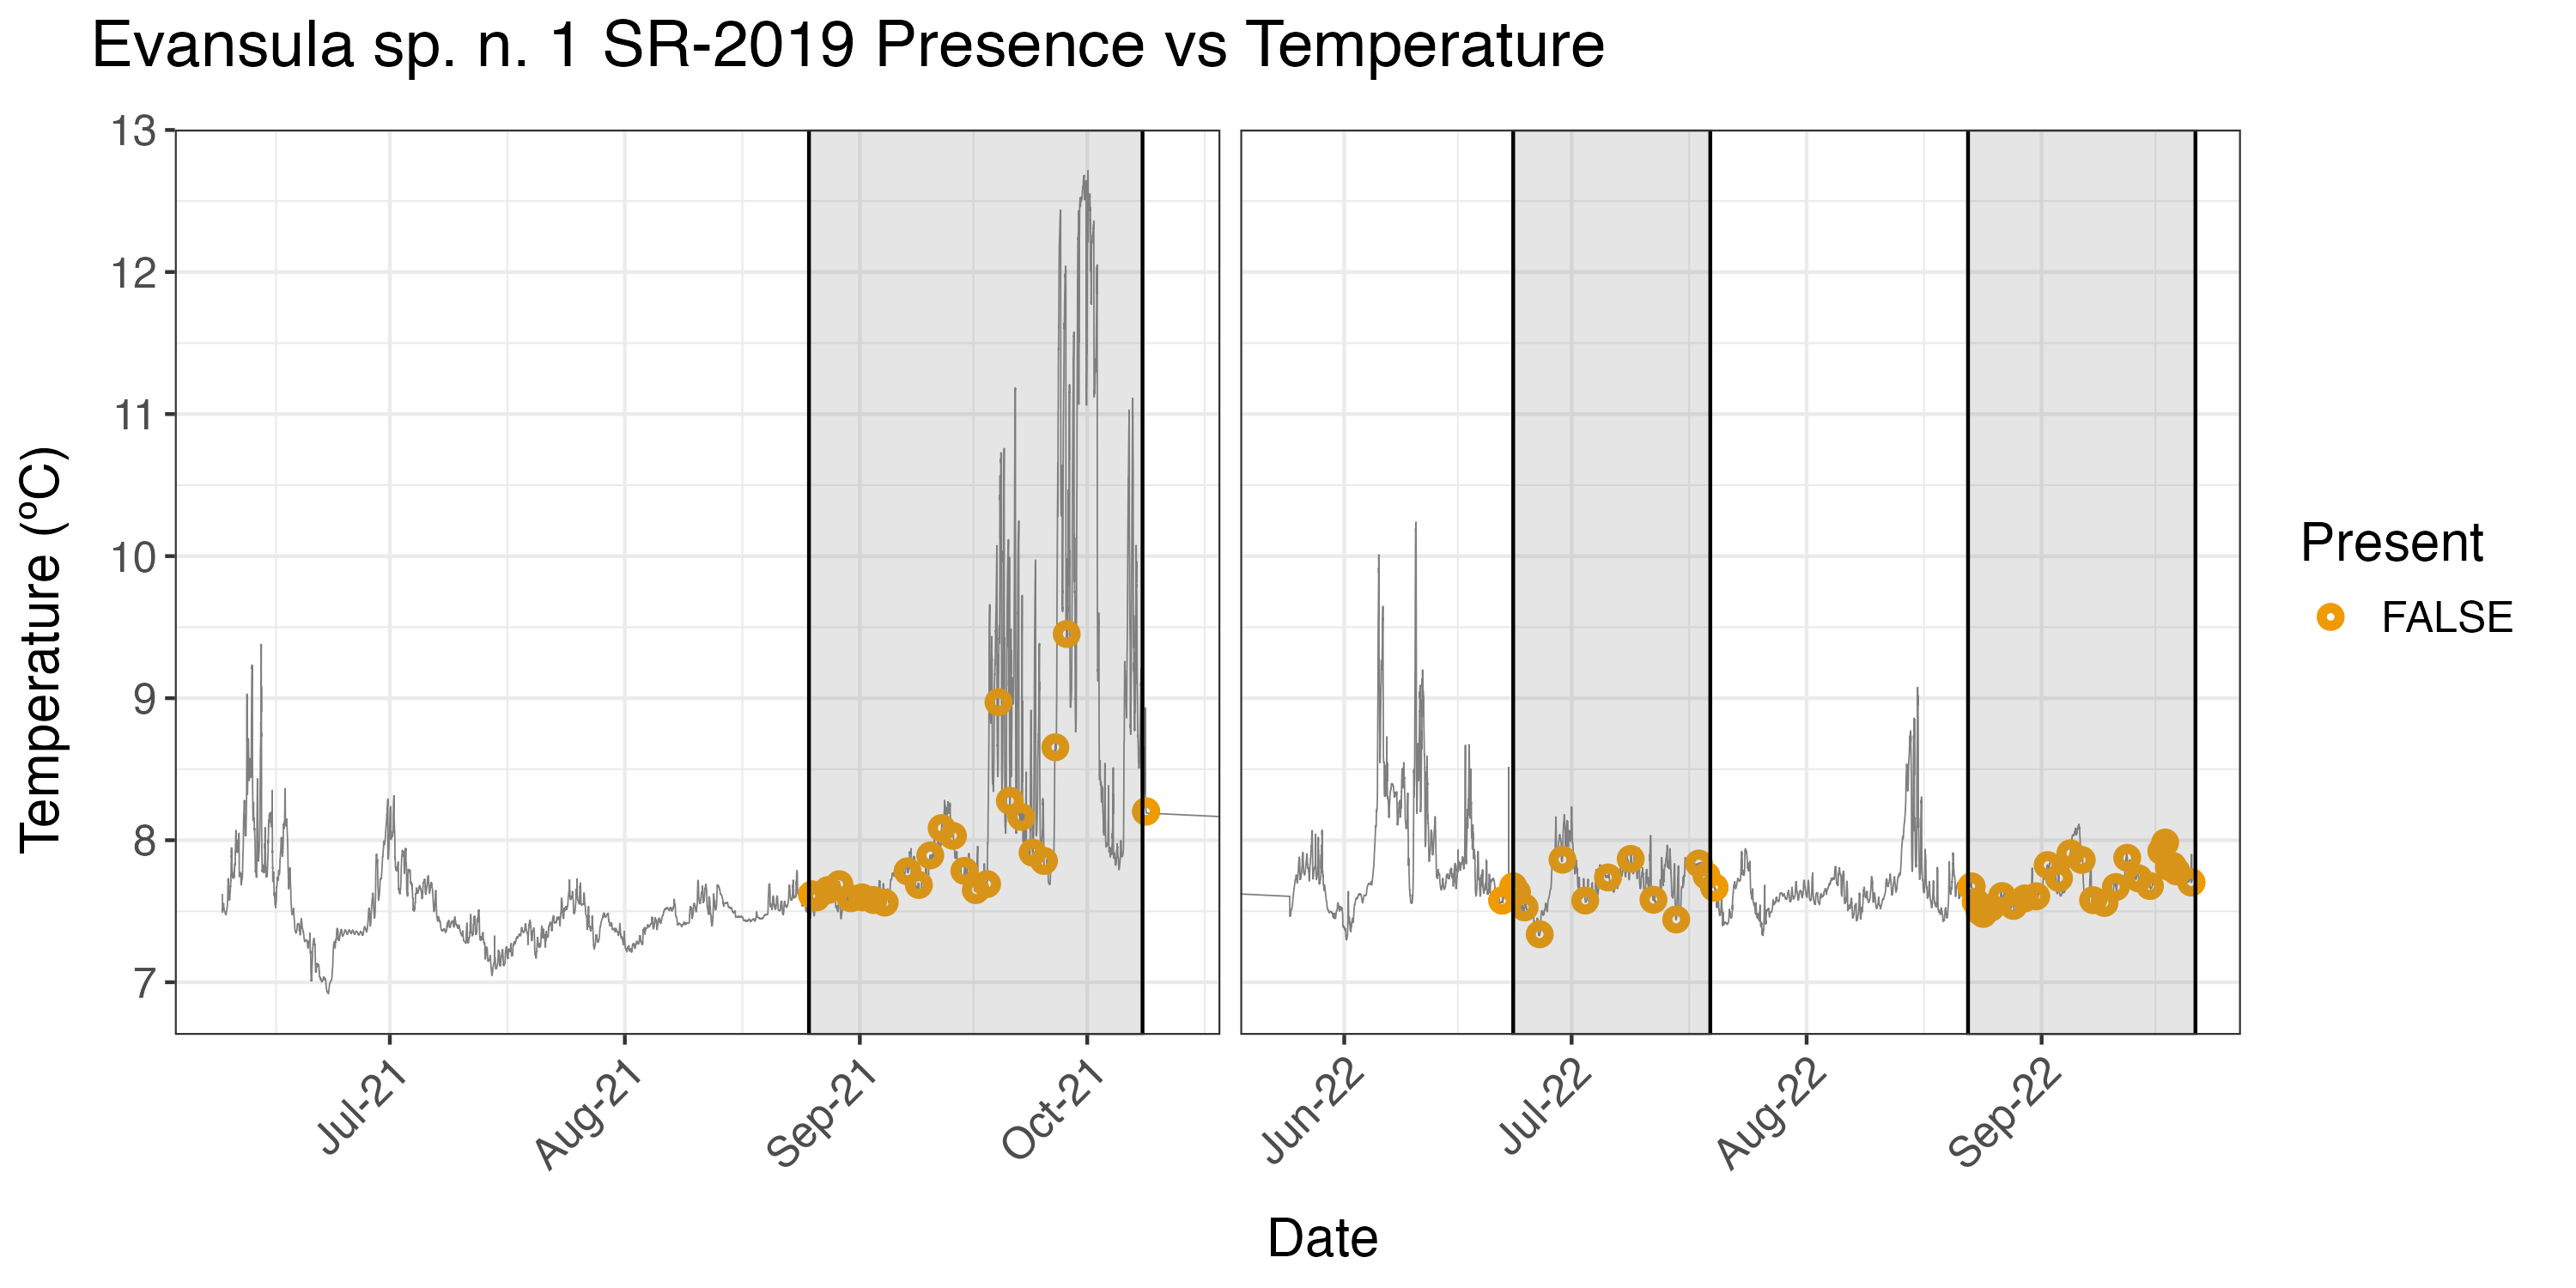 Evansula sp. n. 1 SR-2019 Presence vs Temperature
13
12
11
10
9
8
7
Temperature (ºC)
Jul-21
Aug-21
Sep-21
Oct-21
Jun-22
Jul-22
Aug-22
Sep-22
Date
Present
FALSE